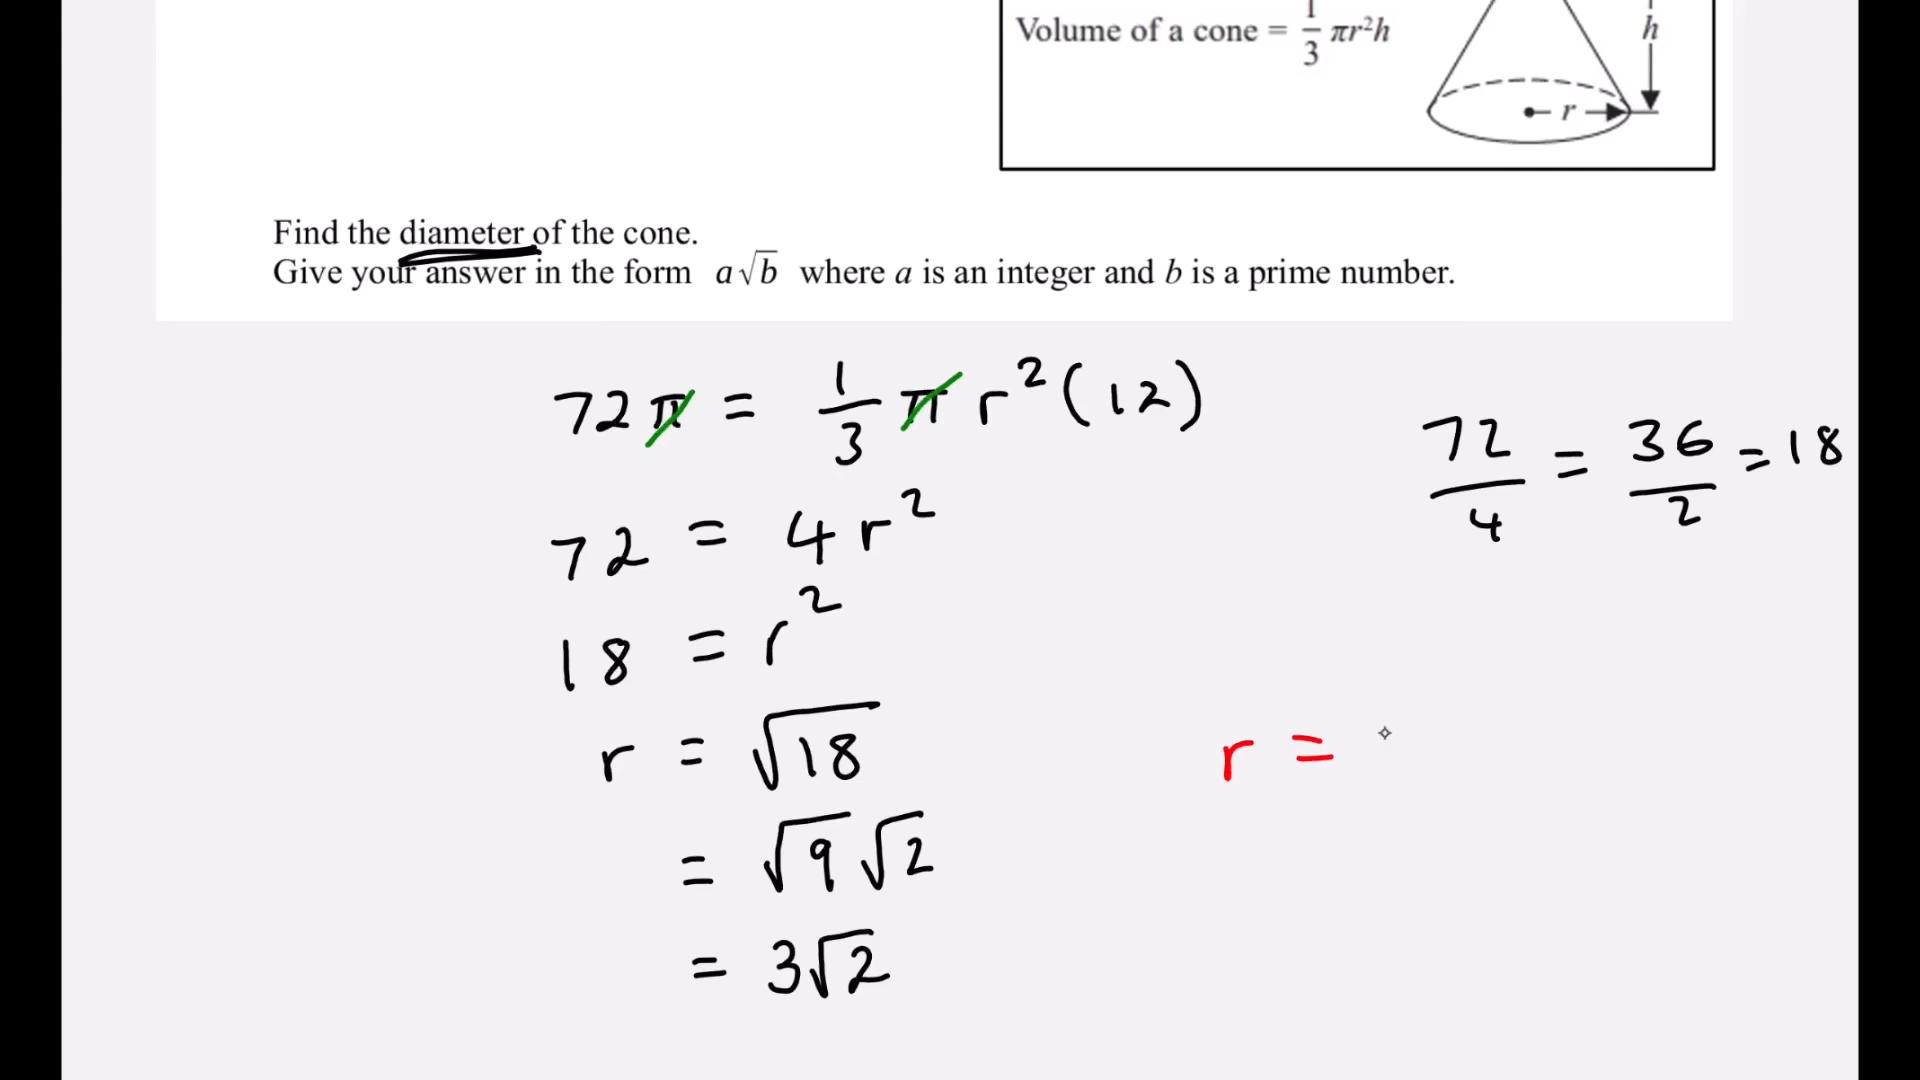 Volume of a cone = 1/3 πr²h
h
r
Find the diameter of the cone.
Give your answer in the form a√b where a is an integer and b is a prime number.
72π = 1/3 π r²(12)
72/4 = 36/2 = 18
72 = 4r²
18 = r²
r = √18
r =
= √9 √2
= 3√2